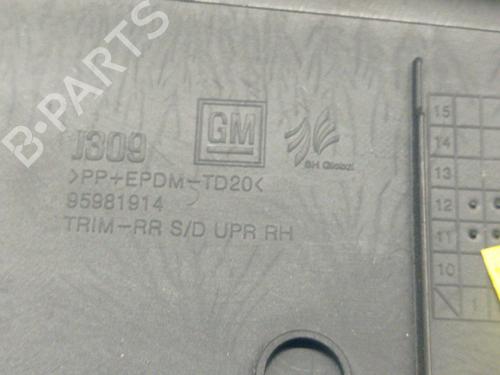 J309
GM
SH Global
>PP+EPDM-TD20<
95981914
TRIM-RR S/D UPR RH
15
14
13
12
11
10
B-PARTS